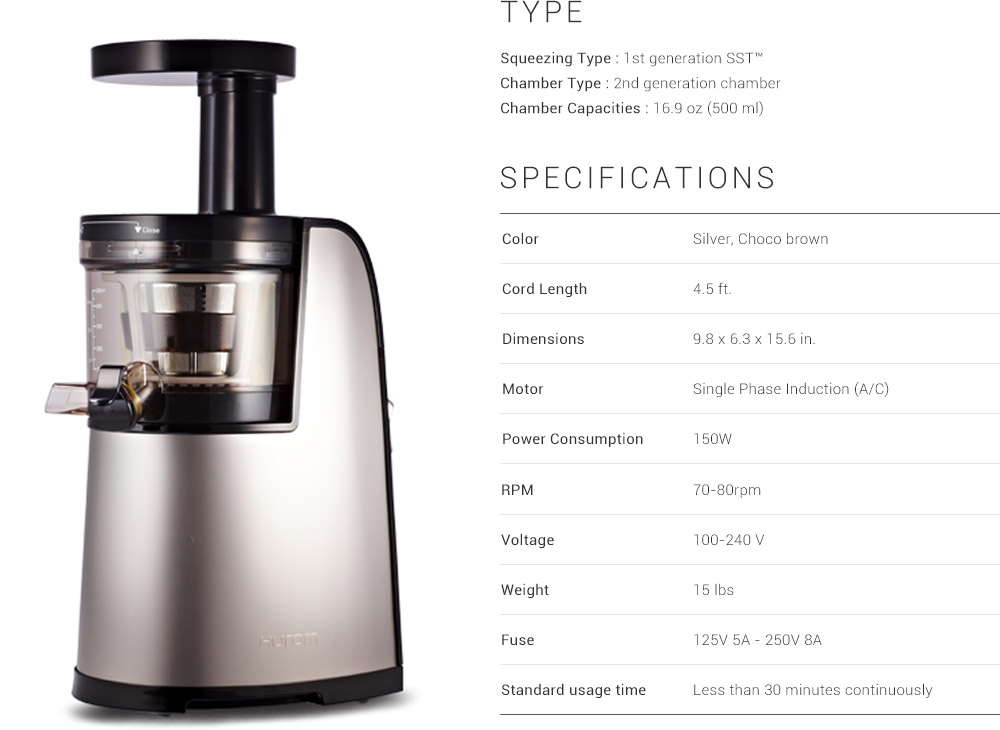 TYPE
Squeezing Type : 1st generation SST™
Chamber Type : 2nd generation chamber
Chamber Capacities : 16.9 oz (500 ml)
SPECIFICATIONS
Color Silver, Choco brown
Cord Length 4.5 ft.
Dimensions 9.8 x 6.3 x 15.6 in.
Motor Single Phase Induction (A/C)
Power Consumption 150W
RPM 70-80rpm
Voltage 100-240 V
Weight 15 lbs
Fuse 125V 5A - 250V 8A
Standard usage time Less than 30 minutes continuously
Close
Hurom